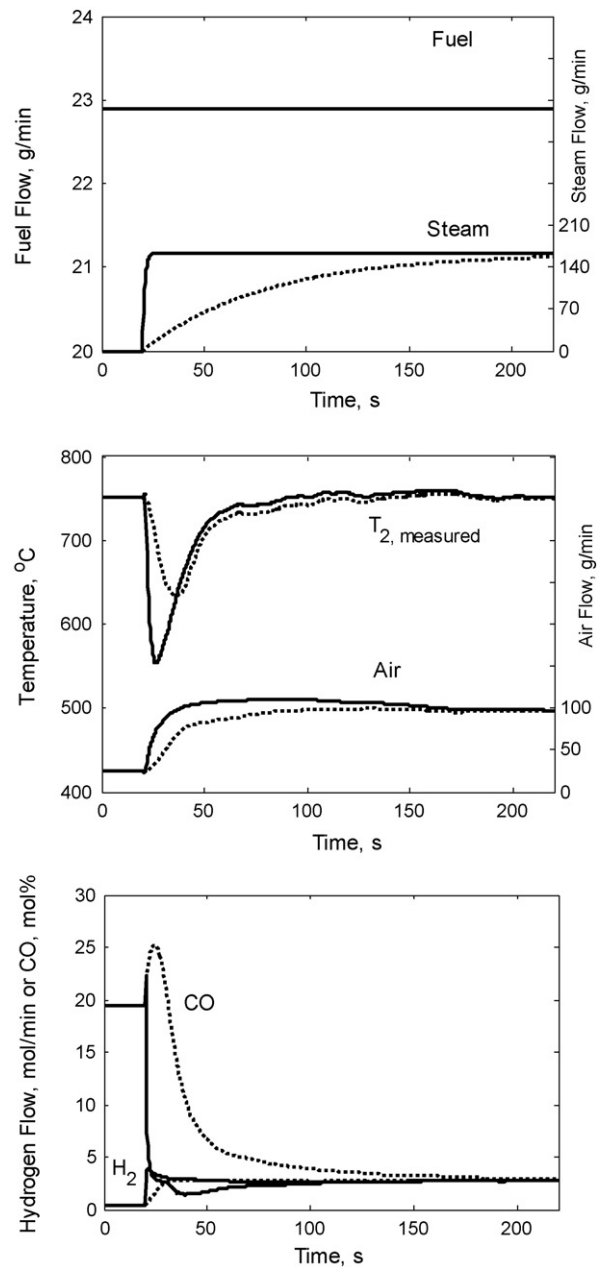 24
Fuel
23
22
21
20
Fuel Flow, g/min
Steam
210
140
70
0
Steam Flow, g/min
0 50 100 150 200
Time, s
800
700
600
500
400
Temperature, °C
T2, measured
Air
100
50
0
Air Flow, g/min
0 50 100 150 200
Time, s
30
25
20
15
10
5
0
Hydrogen Flow, mol/min or CO, mol%
CO
H2
0 50 100 150 200
Time, s